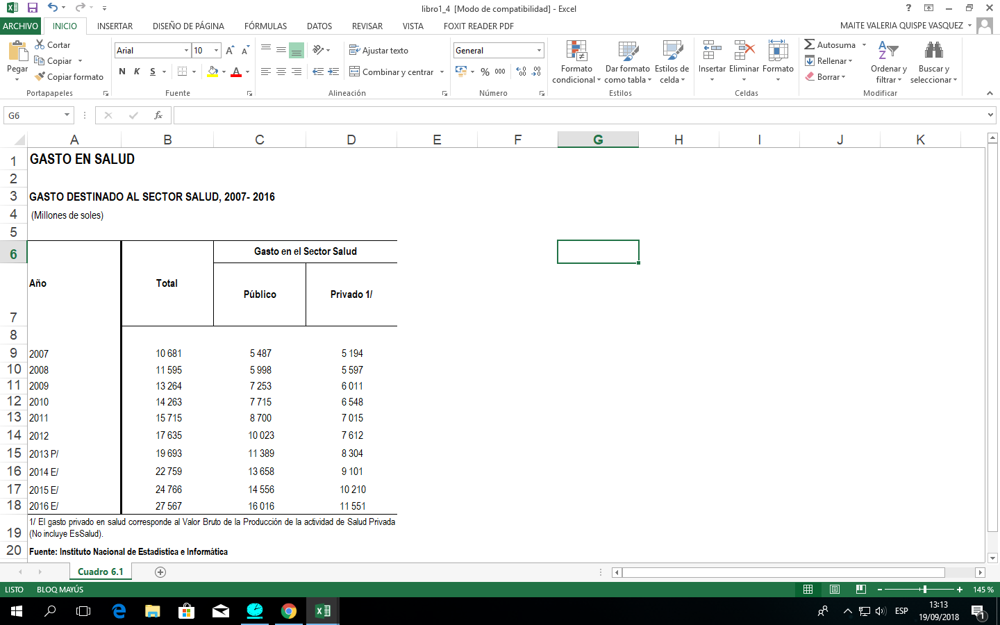 libro1_4 [Modo de compatibilidad] - Excel
ARCHIVO INICIO INSERTAR DISEÑO DE PÁGINA FÓRMULAS DATOS REVISAR VISTA FOXIT READER PDF MAITE VALERIA QUISPE VASQUEZ
Pegar
Cortar
Copiar
Copiar formato
Portapapeles
Arial 10
N K S
Fuente
Ajustar texto
Combinar y centrar
Alineación
General
% 000
Número
Formato condicional
Dar formato como tabla
Estilos de celda
Estilos
Insertar Eliminar Formato
Celdas
Autosuma
Rellenar
Borrar
Ordenar y filtrar
Buscar y seleccionar
Modificar
G6 fx
A B C D E F G H I J K
1 GASTO EN SALUD
2
3 GASTO DESTINADO AL SECTOR SALUD, 2007- 2016
4 (Millones de soles)
5
6 Gasto en el Sector Salud
Año Total
Público Privado 1/
7
8
9 2007 10 681 5 487 5 194
10 2008 11 595 5 998 5 597
11 2009 13 264 7 253 6 011
12 2010 14 263 7 715 6 548
13 2011 15 715 8 700 7 015
14 2012 17 635 10 023 7 612
15 2013 P/ 19 693 11 389 8 304
16 2014 E/ 22 759 13 658 9 101
17 2015 E/ 24 766 14 556 10 210
18 2016 E/ 27 567 16 016 11 551
1/ El gasto privado en salud corresponde al Valor Bruto de la Producción de la actividad de Salud Privada
19 (No incluye EsSalud).
20 Fuente: Instituto Nacional de Estadística e Informática
Cuadro 6.1
LISTO BLOQ MAYÚS 145 %
ESP
13:13
19/09/2018
1